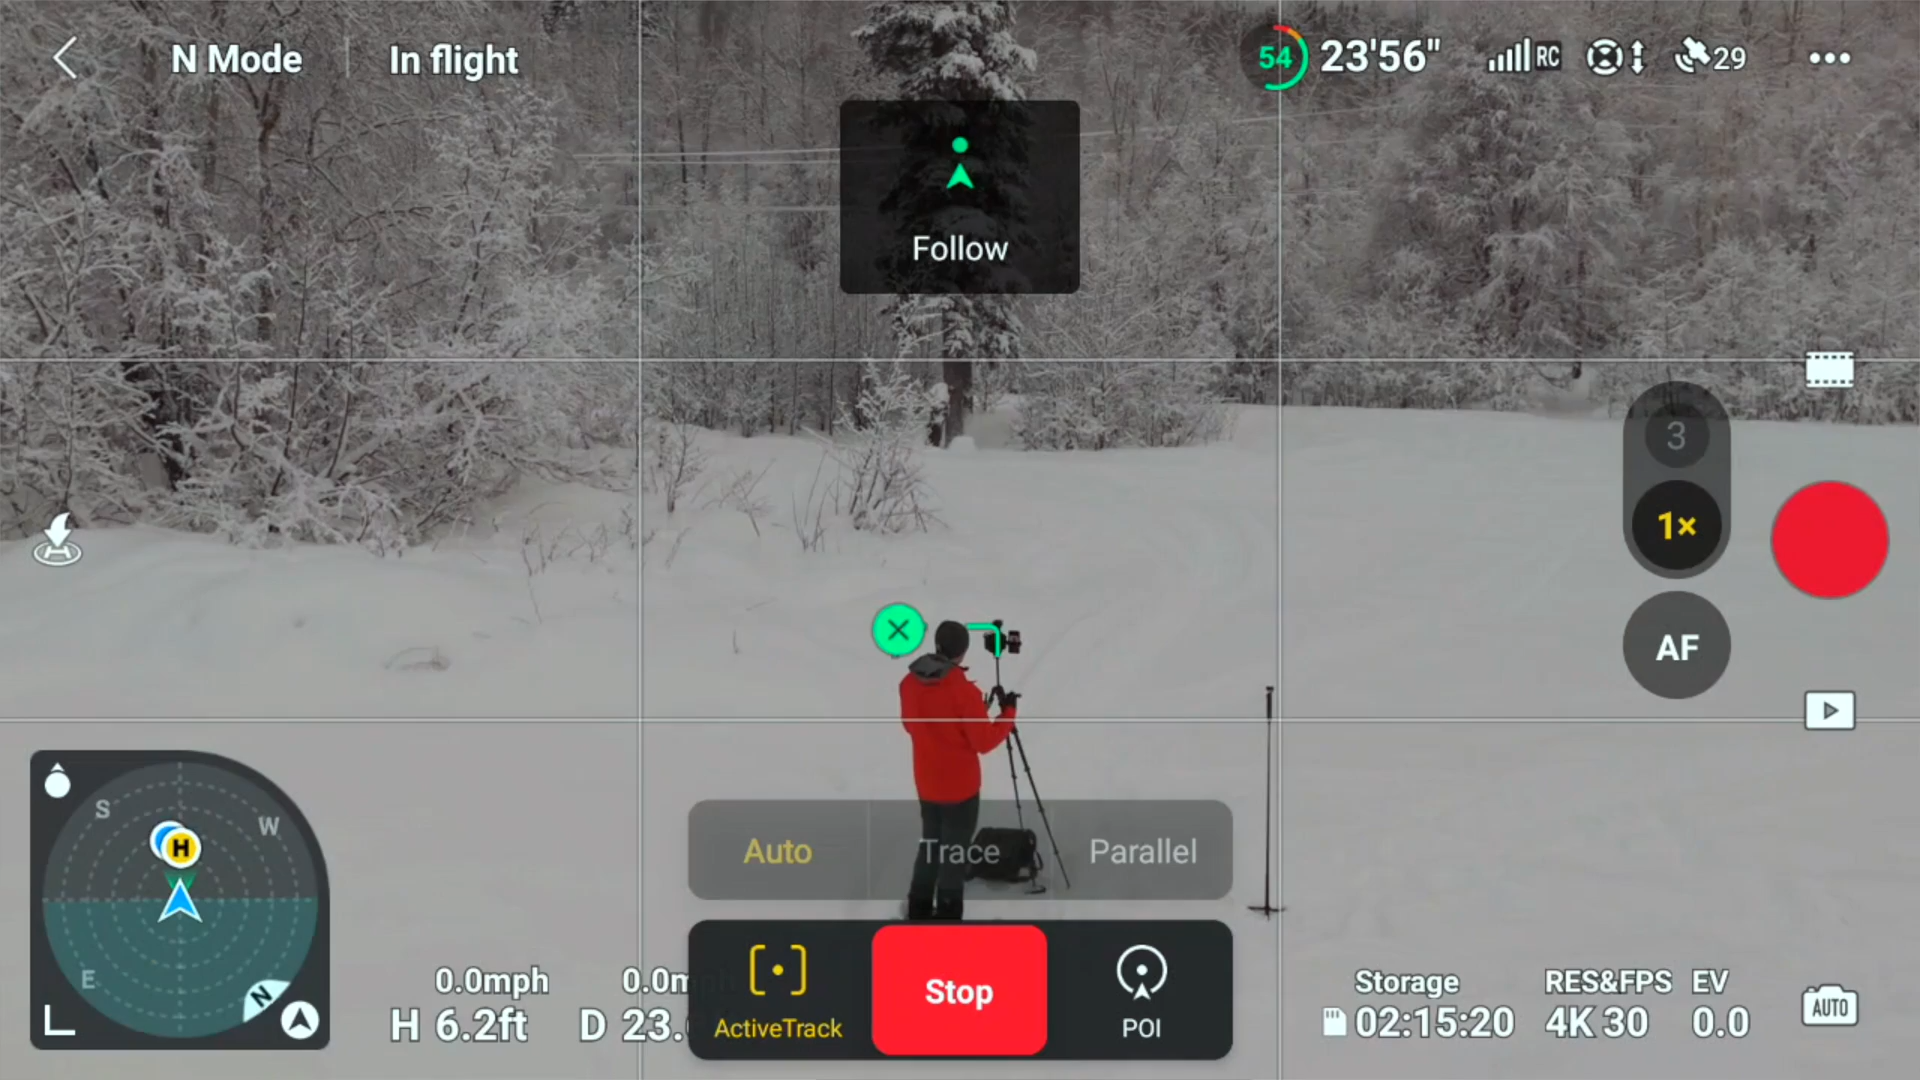 N Mode
In flight
54
23'56"
RC
29
Follow
3
1×
AF
S
W
H
E
N
0.0mph
H 6.2ft
D 23.
Auto
Trace
Parallel
ActiveTrack
Stop
POI
Storage
02:15:20
RES&FPS
4K 30
EV
0.0
AUTO